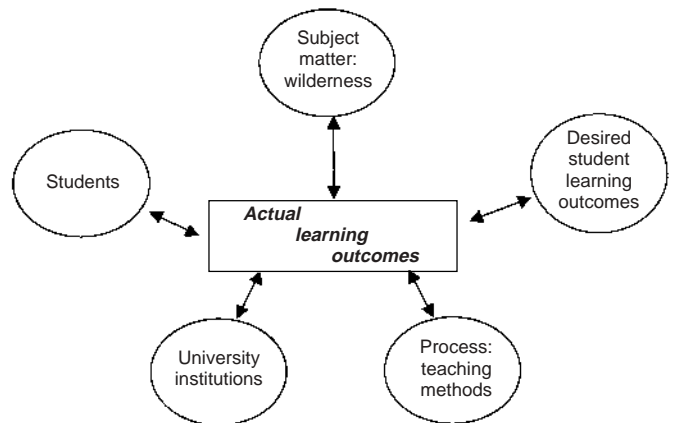 Subject
matter:
wilderness
Desired
student
learning
outcomes
Students
Actual
learning
outcomes
University
institutions
Process:
teaching
methods